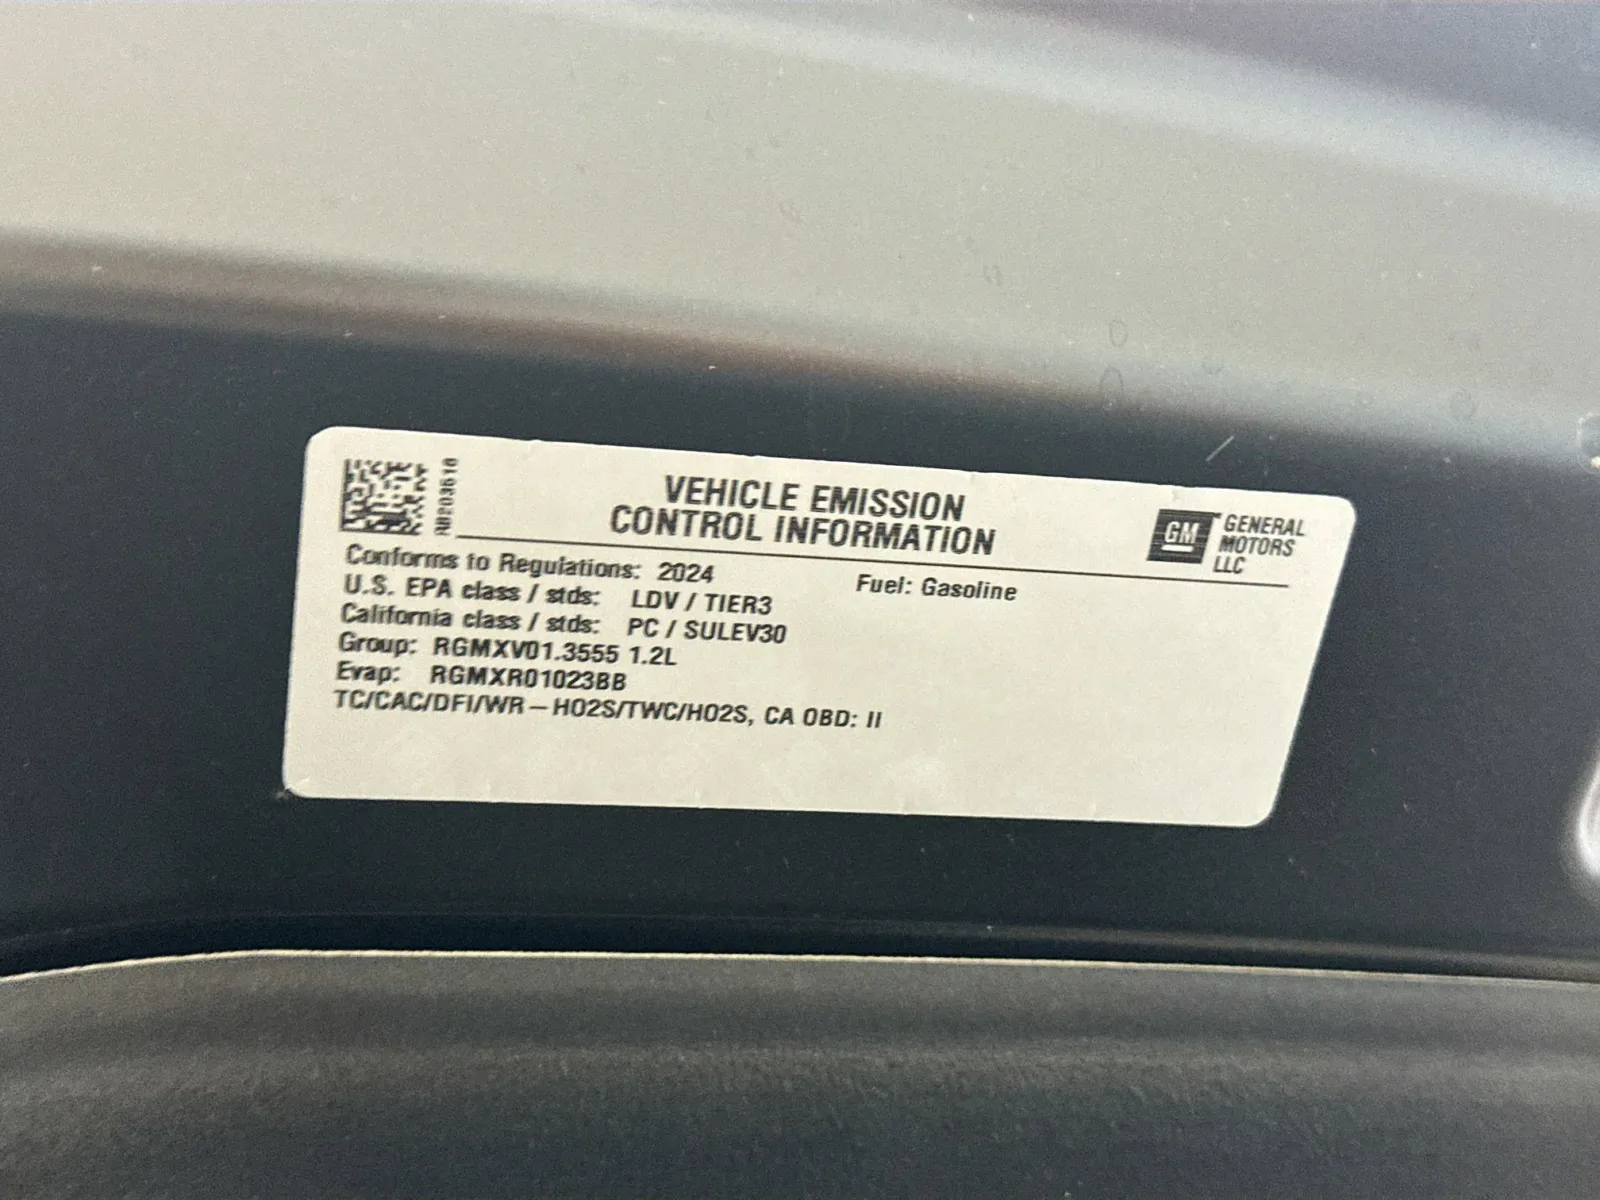 RB203618
VEHICLE EMISSION
CONTROL INFORMATION
GM GENERAL
MOTORS
LLC
Conforms to Regulations: 2024
Fuel: Gasoline
U.S. EPA class / stds: LDV / TIER3
California class / stds: PC / SULEV30
Group: RGMXV01.3555 1.2L
Evap: RGMXR01023BB
TC/CAC/DFI/WR – HO2S/TWC/HO2S, CA OBD: II